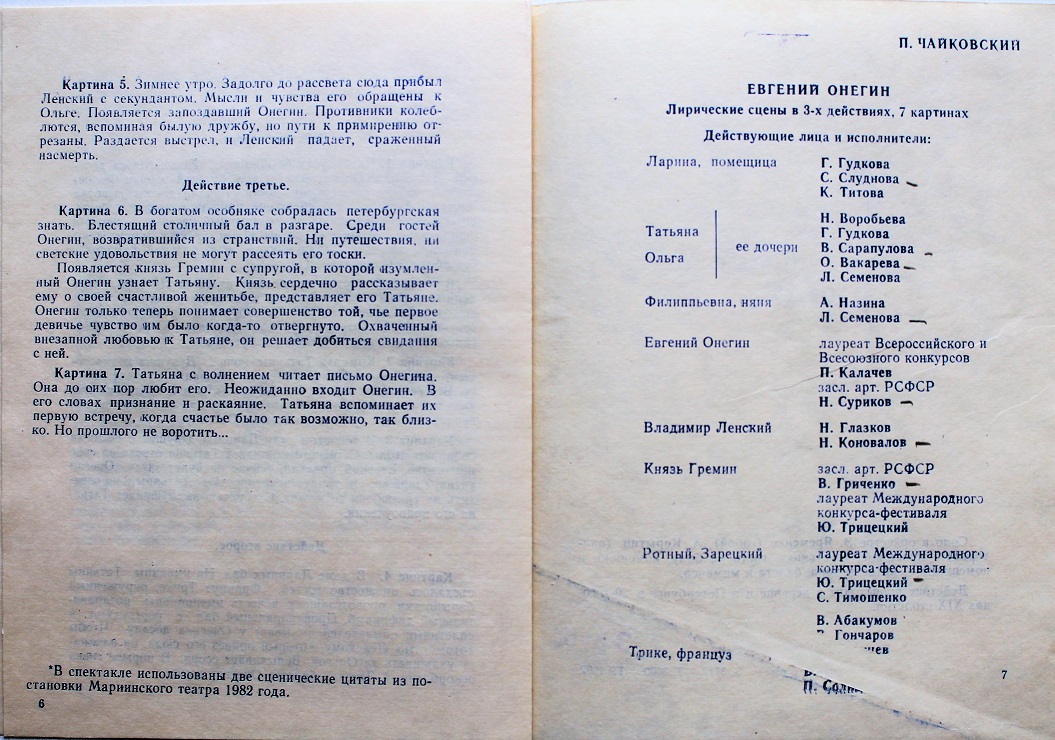 Картина 5. Зимнее утро. Задолго до рассвета сюда прибыл
Ленский с секундантом. Мысли и чувства его обращены к
Ольге. Появляется запоздавший Онегин. Противники колеб-
лются, вспоминая былую дружбу, но пути к примирению от-
резаны. Раздается выстрел, и Ленский падает, сраженный
насмерть.
Действие третье.
Картина 6. В богатом особняке собралась петербургская
знать. Блестящий столичный бал в разгаре. Среди гостей
Онегин, возвратившийся из странствий. Ни путешествия, ни
светские удовольствия не могут рассеять его тоски.
Появляется князь Гремин с супругой, в которой изумлен-
ный Онегин узнает Татьяну. Князь сердечно рассказывает
ему о своей счастливой женитьбе, представляет его Татьяне.
Онегин только теперь понимает совершенство той, чье первое
девичье чувство им было когда-то отвергнуто. Охваченный
внезапной любовью к Татьяне, он решает добиться свидания
с ней.
Картина 7. Татьяна с волнением читает письмо Онегина.
Она до сих пор любит его. Неожиданно входит Онегин. В
его словах признание и раскаяние. Татьяна вспоминает их
первую встречу, когда счастье было так возможно, так близ-
ко. Но прошлого не воротить...
*В спектакле использованы две сценические цитаты из по-
становки Мариинского театра 1982 года.
6
П. ЧАЙКОВСКИЙ
ЕВГЕНИЙ ОНЕГИН
Лирические сцены в 3-х действиях, 7 картинах
Действующие лица и исполнители:
Ларина, помещица Г. Гудкова
С. Слуднова
К. Титова
Н. Воробьева
Татьяна Г. Гудкова
ее дочери В. Сарапулова
Ольга О. Вакарева
Л. Семенова
Филиппьевна, няня А. Назина
Л. Семенова
Евгений Онегин лауреат Всероссийского и
Всесоюзного конкурсов
П. Калачев
засл. арт. РСФСР
Н. Суриков
Владимир Ленский Н. Глазков
Н. Коновалов
Князь Гремин засл. арт. РСФСР
В. Гриченко
лауреат Международного
конкурса-фестиваля
Ю. Трицецкий
Ротный, Зарецкий лауреат Международного
конкурса-фестиваля
Ю. Трицецкий
С. Тимошенко
В. Абакумов
Гончаров
Трике, француз
П.
7